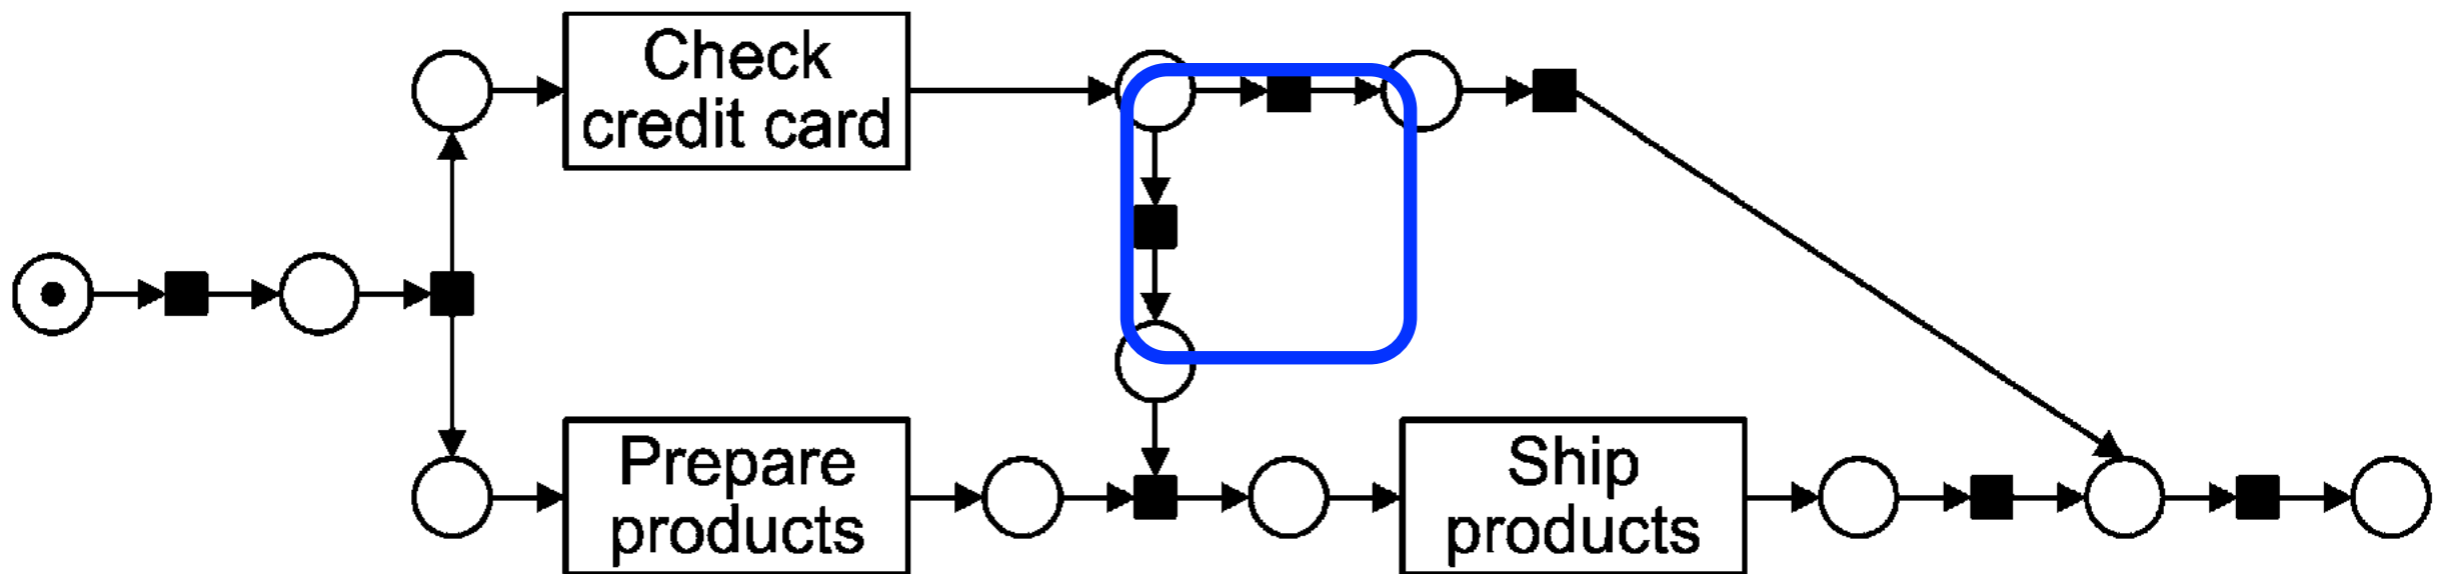 Check
credit card
Prepare
products
Ship
products